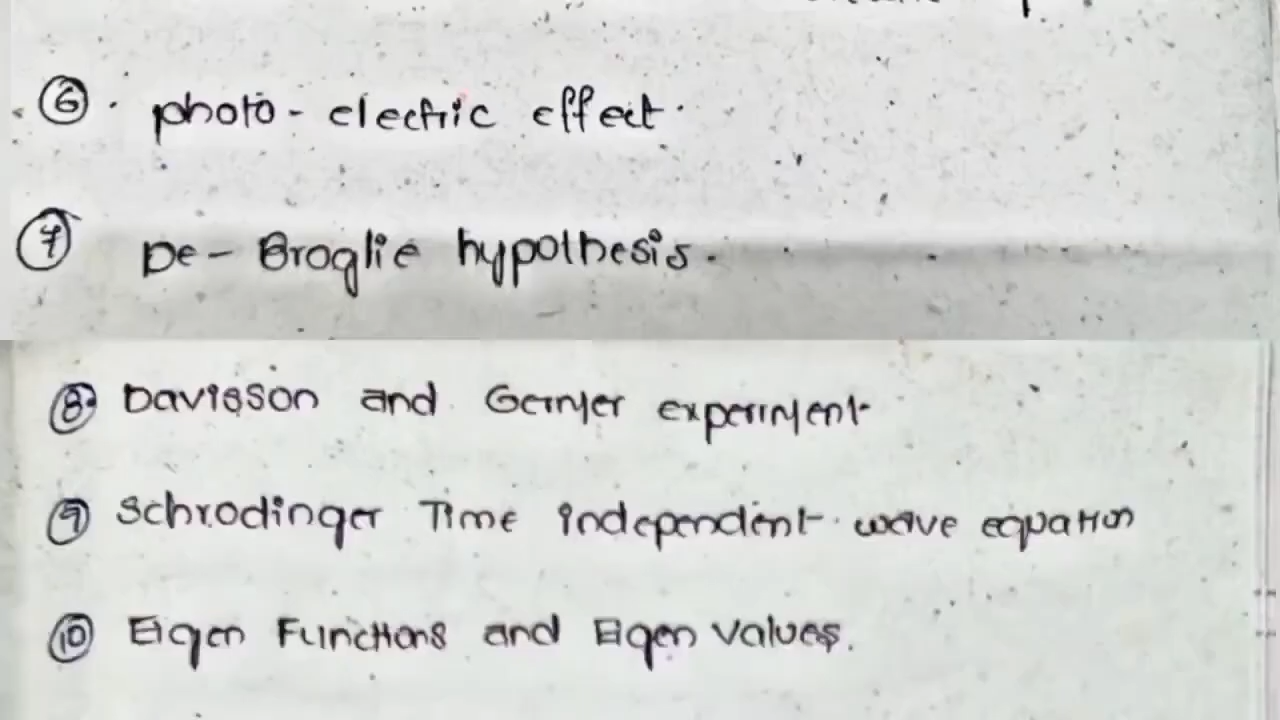 ⑥. photo - electric effect.
⑦ De - Broglie hypothesis.
⑧ Davisson and Germer experiment
⑨ Schrodinger Time independent wave equation
⑩ Eigen Functions and Eigen values.